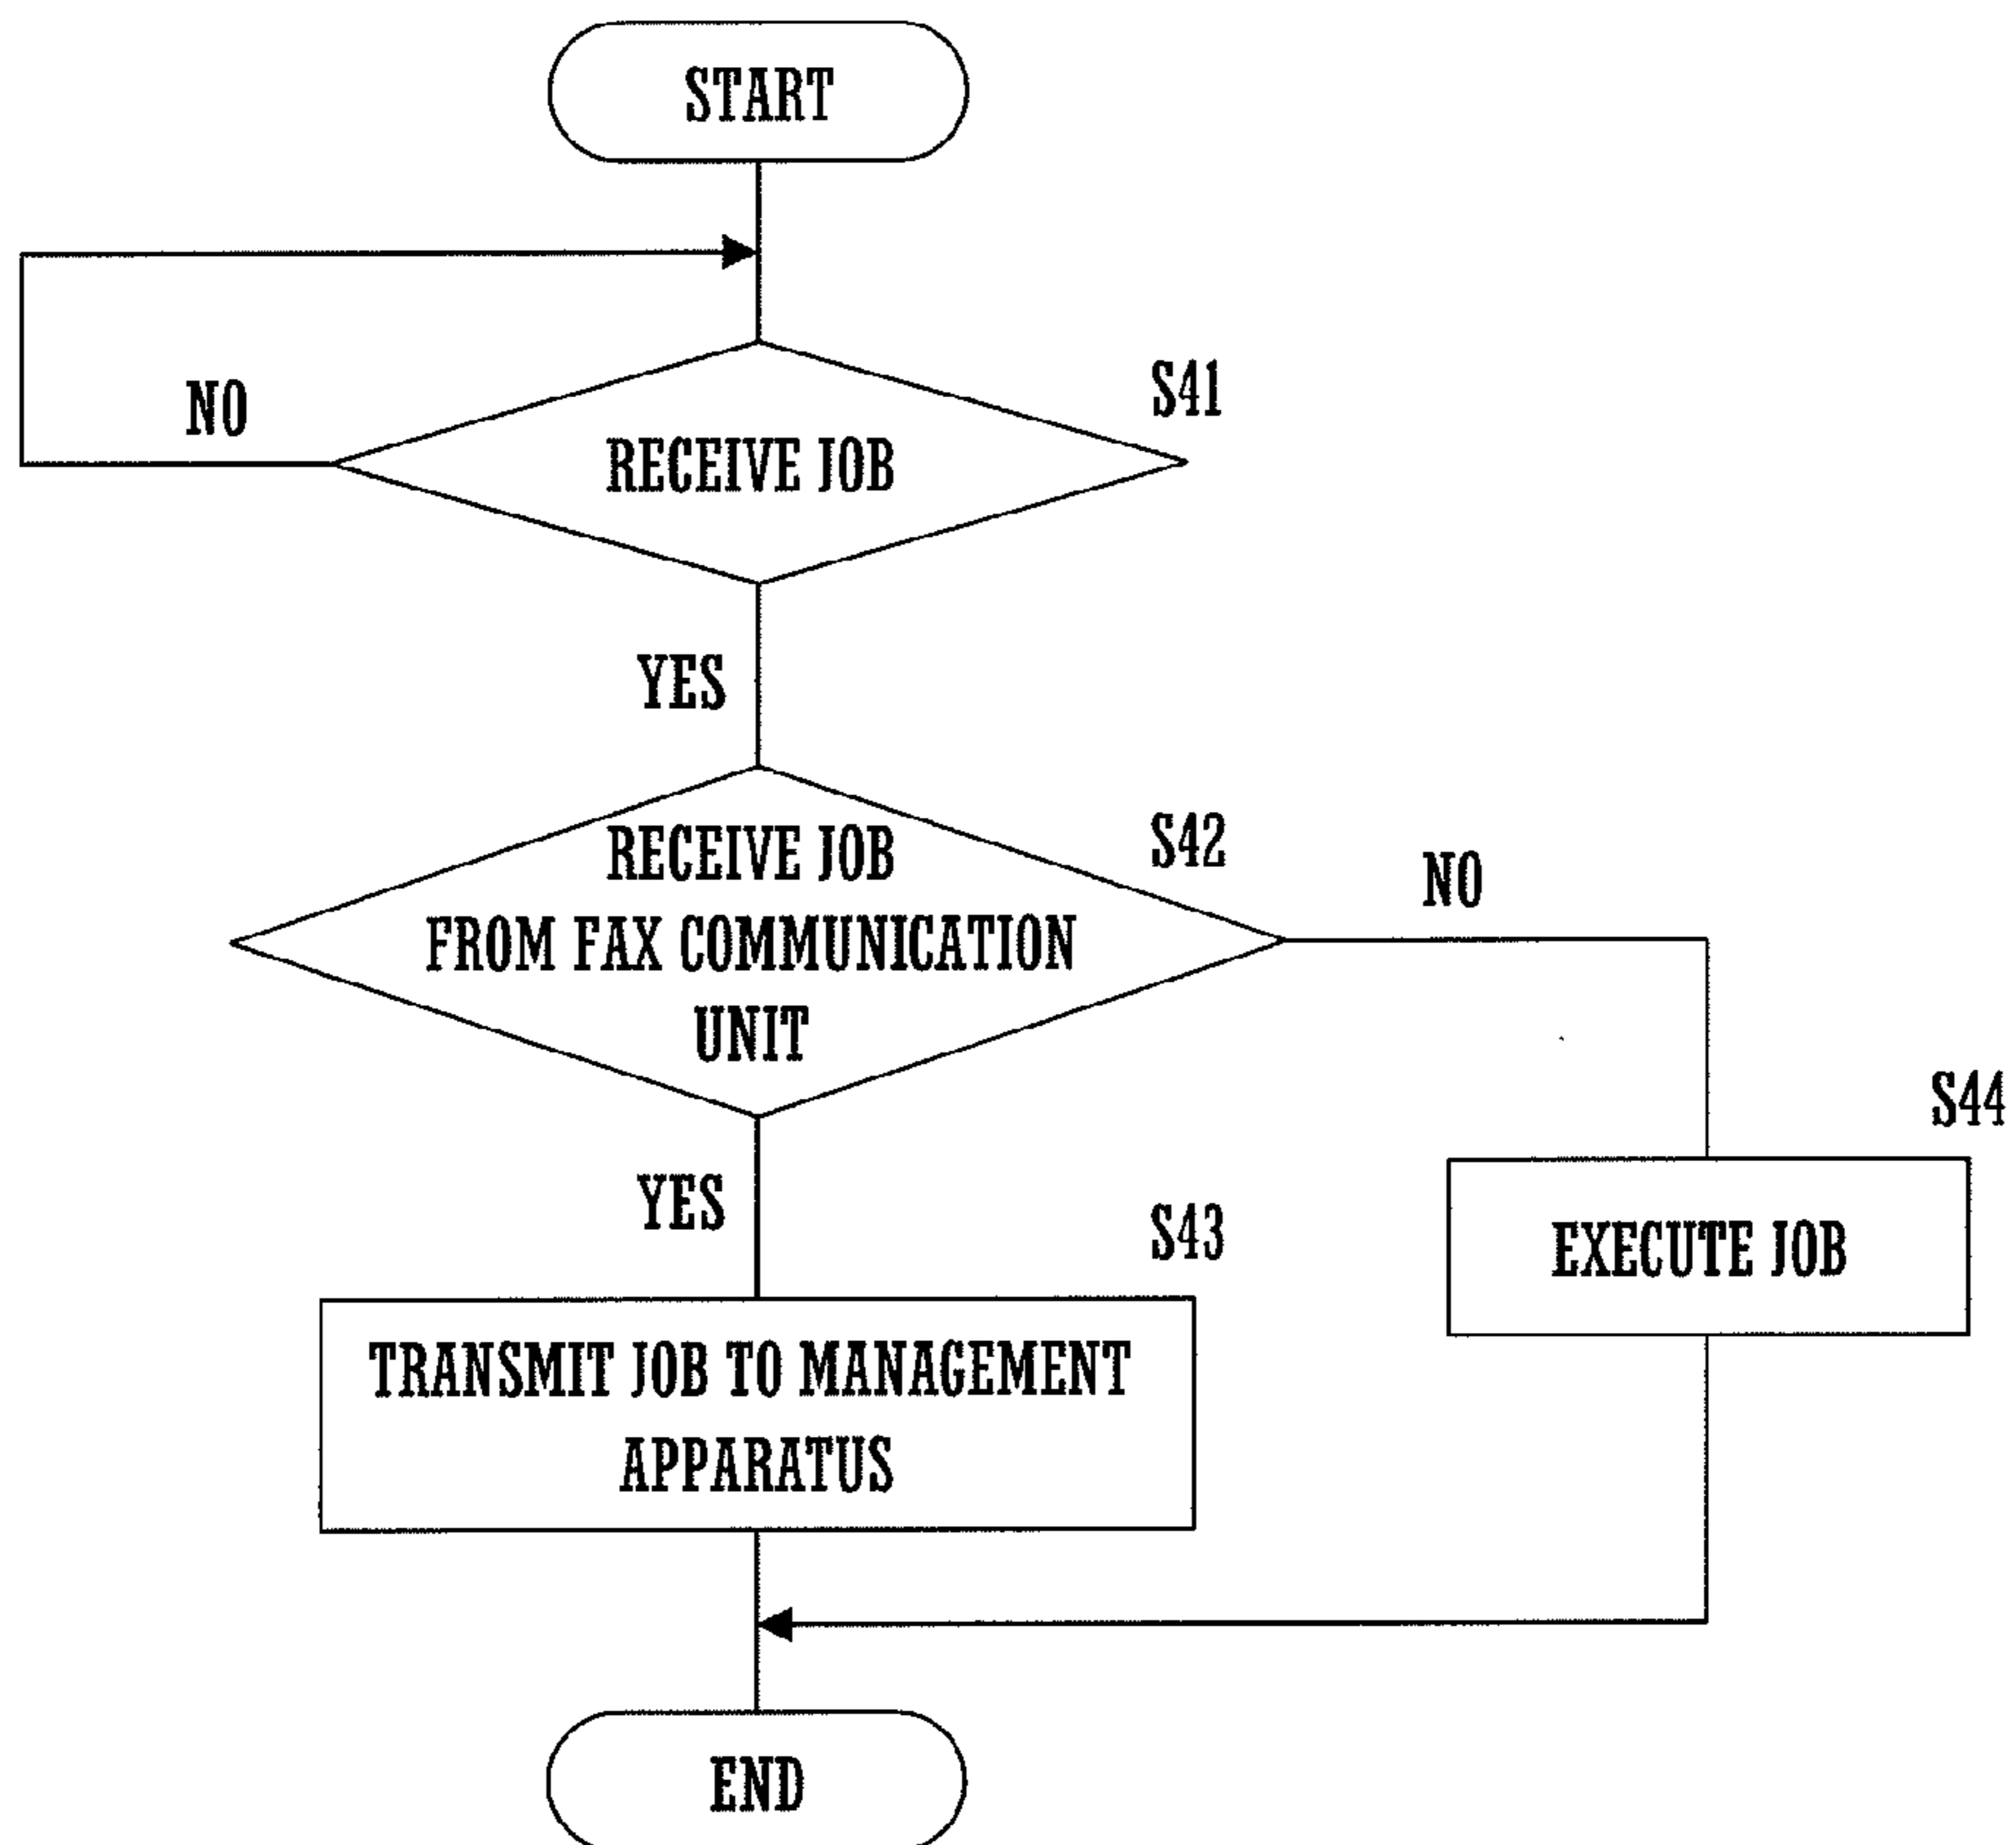 START
NO
S41
RECEIVE JOB
YES
RECEIVE JOB
FROM FAX COMMUNICATION
UNIT
S42
NO
YES
S43
TRANSMIT JOB TO MANAGEMENT
APPARATUS
S44
EXECUTE JOB
END